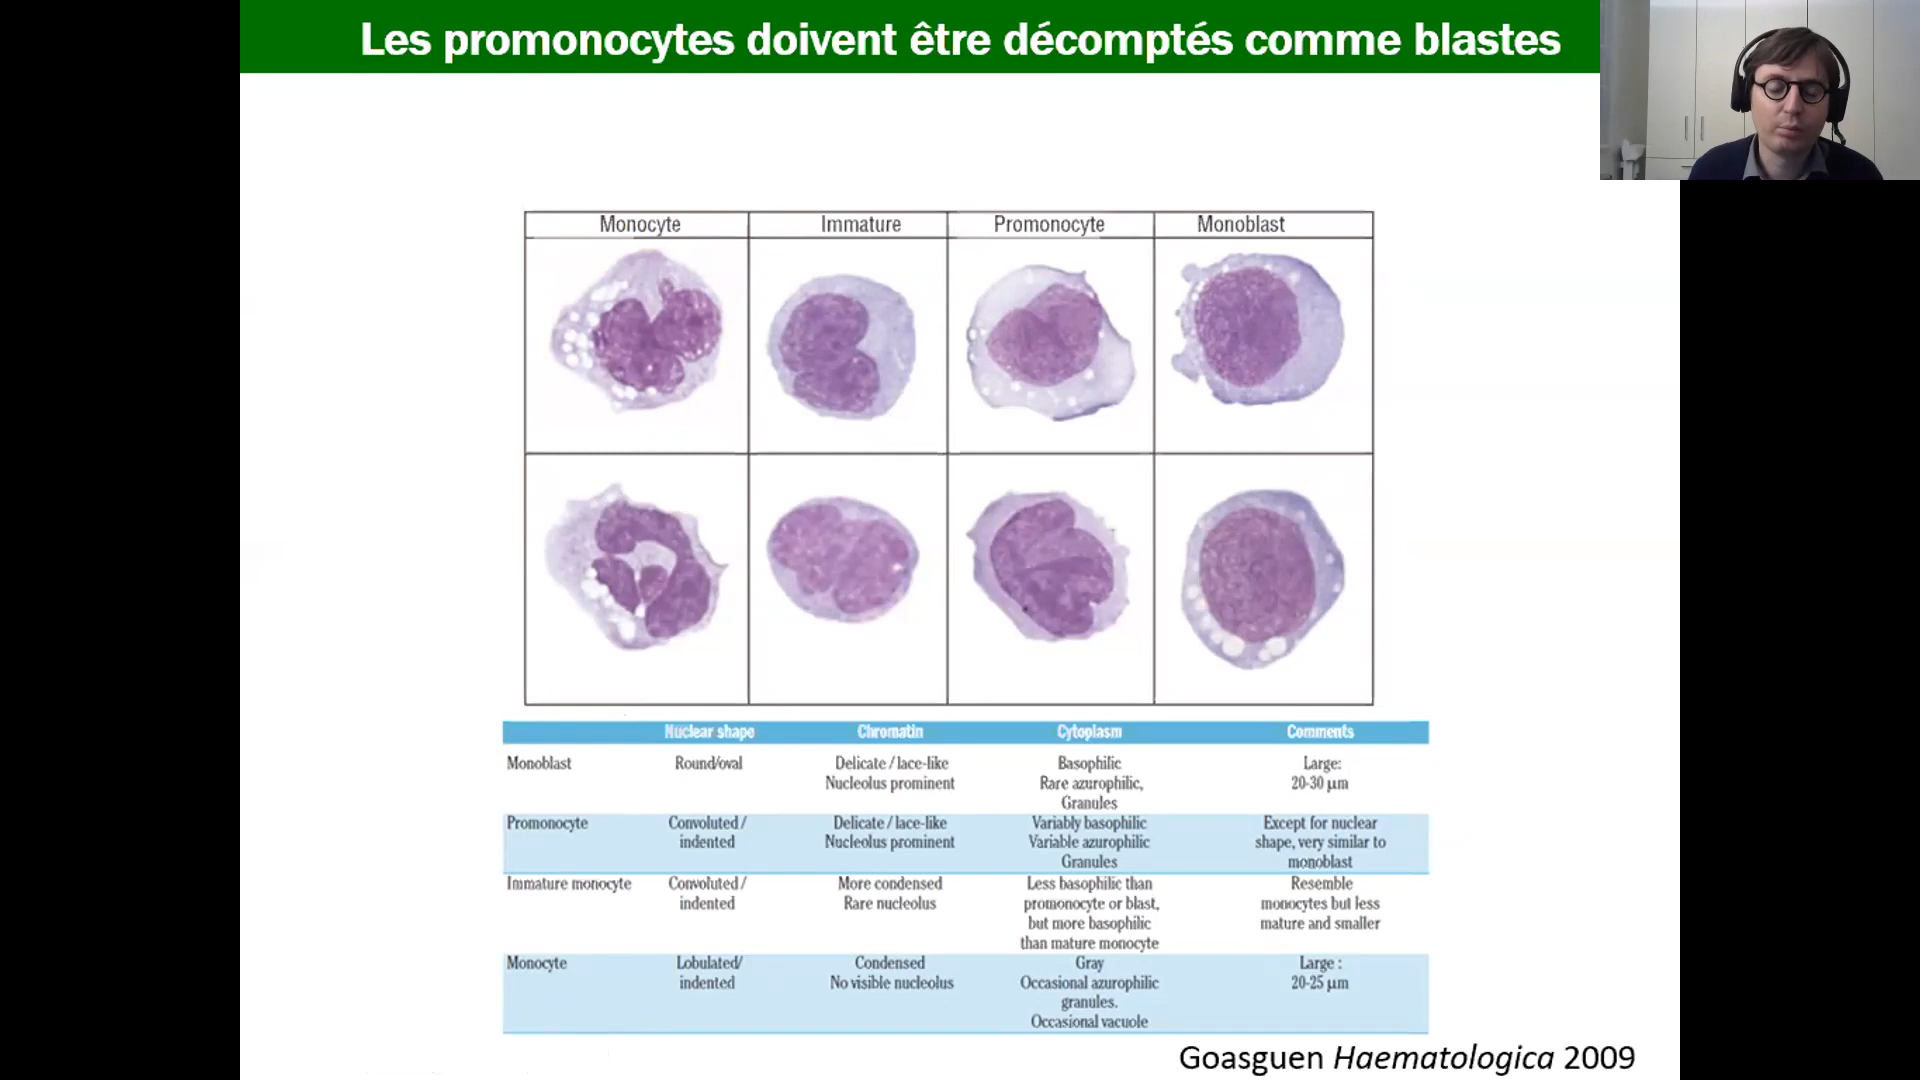 Les promonocytes doivent être décomptés comme blastes
Monocyte Immature Promonocyte Monoblast
Nuclear shape Chromatin Cytoplasm Comments
Monoblast Round/oval Delicate / lace-like Basophilic Large:
Nucleolus prominent Rare azurophilic, 20-30 µm
Granules
Promonocyte Convoluted / Delicate / lace-like Variably basophilic Except for nuclear
indented Nucleolus prominent Variable azurophilic shape, very similar to
Granules monoblast
Immature monocyte Convoluted / More condensed Less basophilic than Resemble
indented Rare nucleolus promonocyte or blast, monocytes but less
but more basophilic mature and smaller
than mature monocyte
Monocyte Lobulated/ Condensed Gray Large :
indented No visible nucleolus Occasional azurophilic 20-25 µm
granules.
Occasional vacuole
Goasguen Haematologica 2009